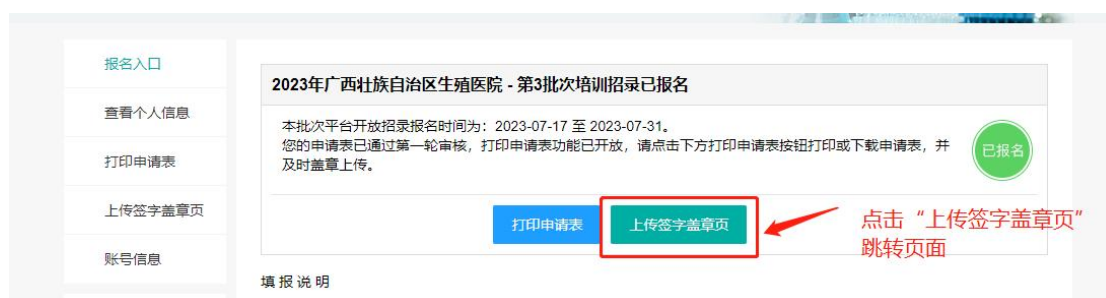 报名入口
查看个人信息
打印申请表
上传签字盖章页
账号信息
2023年广西壮族自治区生殖医院 - 第3批次培训招录已报名
本批次平台开放招录报名时间为：2023-07-17 至 2023-07-31。
您的申请表已通过第一轮审核，打印申请表功能已开放，请点击下方打印申请表按钮打印或下载申请表，并
及时盖章上传。
已报名
打印申请表
上传签字盖章页
点击“上传签字盖章页”
跳转页面
填报说明